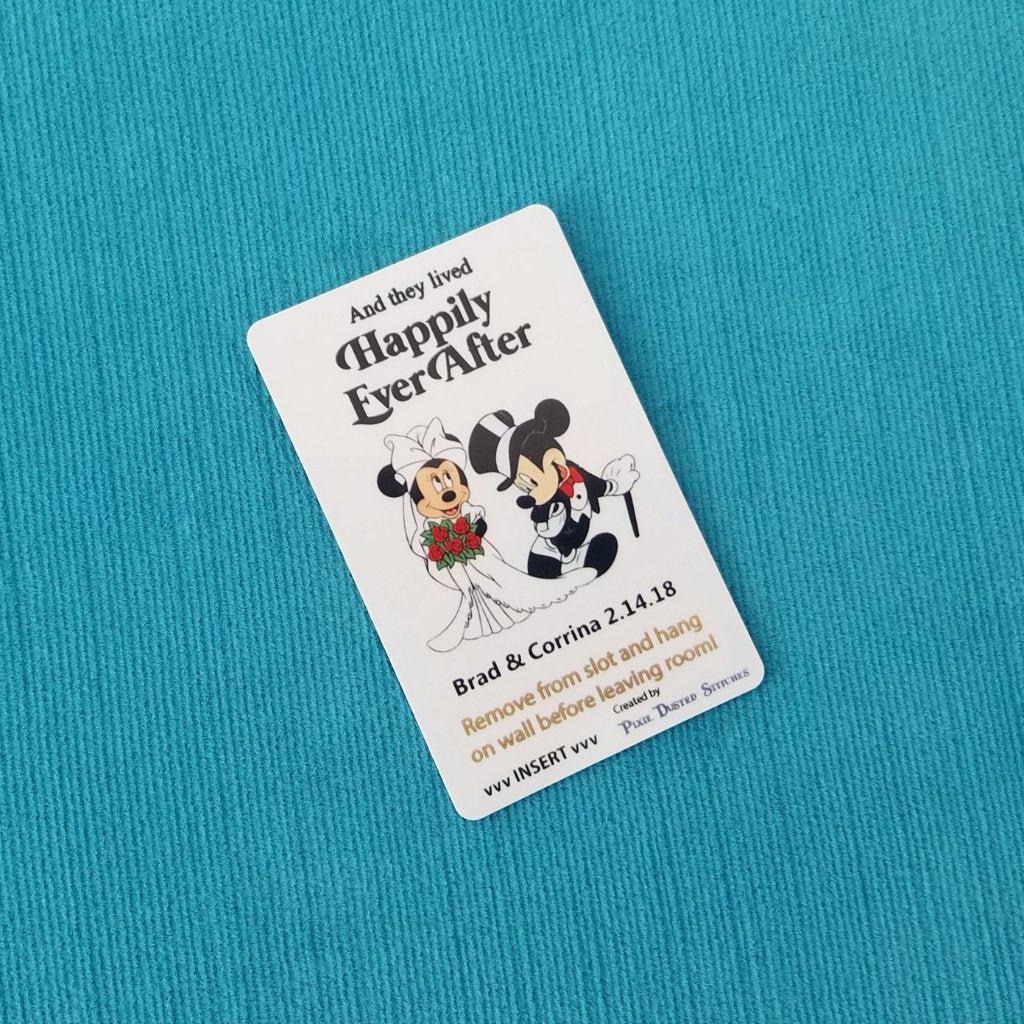 And they lived
Happily
Ever After
Brad & Corrina 2.14.18
Remove from slot and hang
on wall before leaving room!
Created by
Pixie Dusted Stitches
vvv INSERT vvv